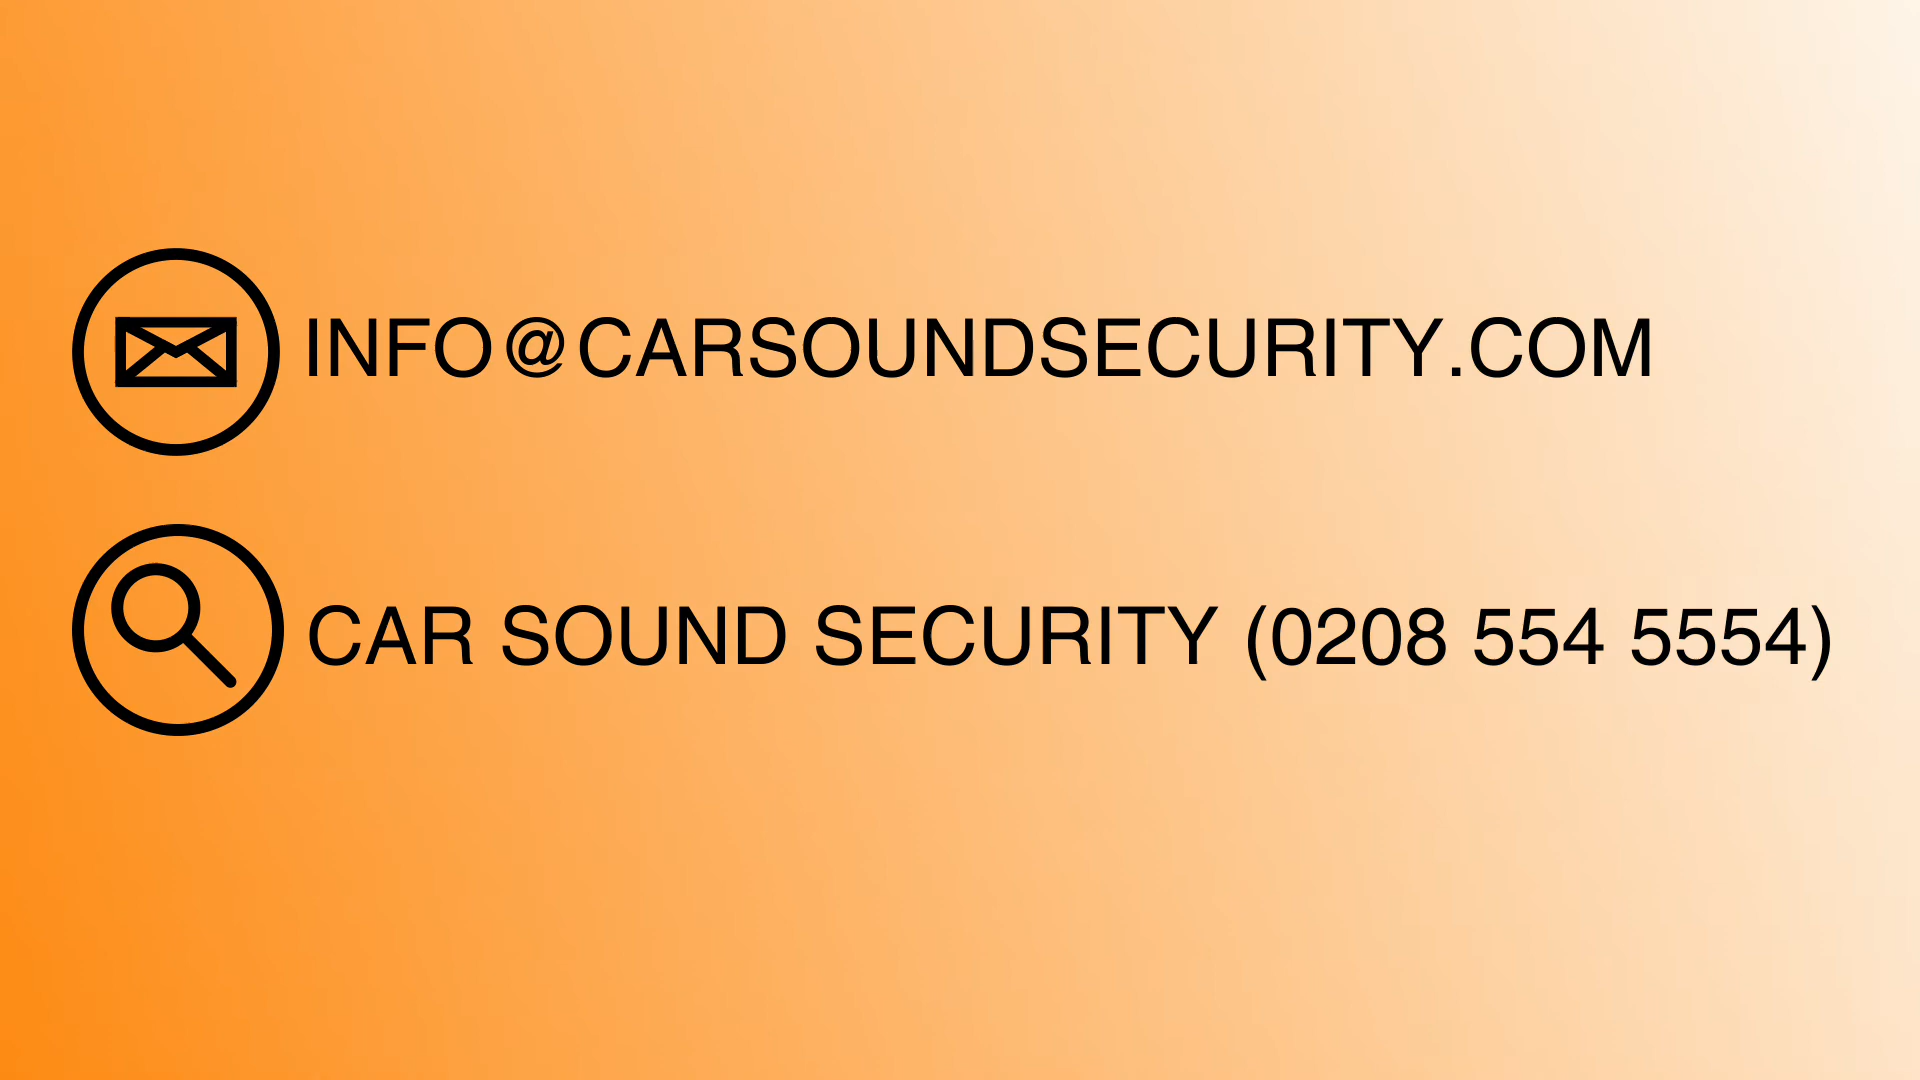 INFO@CARSOUNDSECURITY.COM
CAR SOUND SECURITY (0208 554 5554)